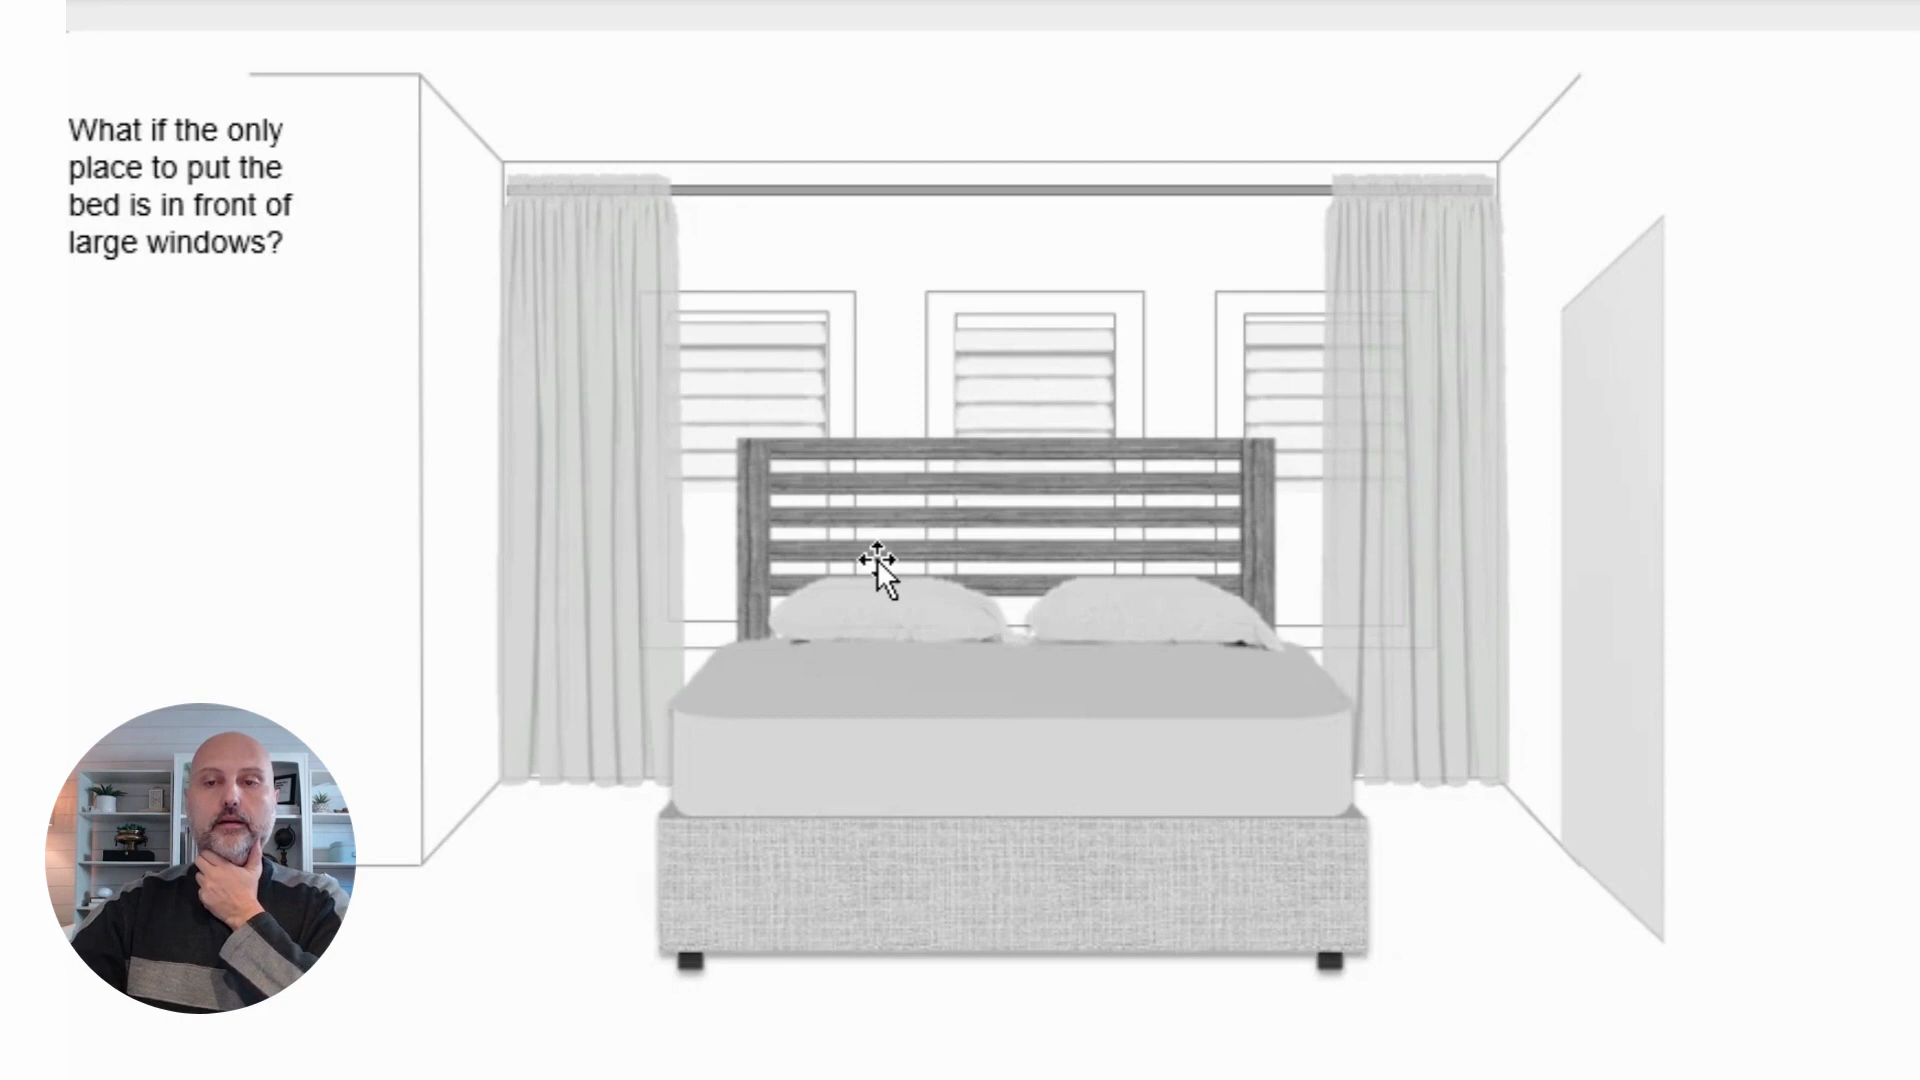 What if the only
place to put the
bed is in front of
large windows?